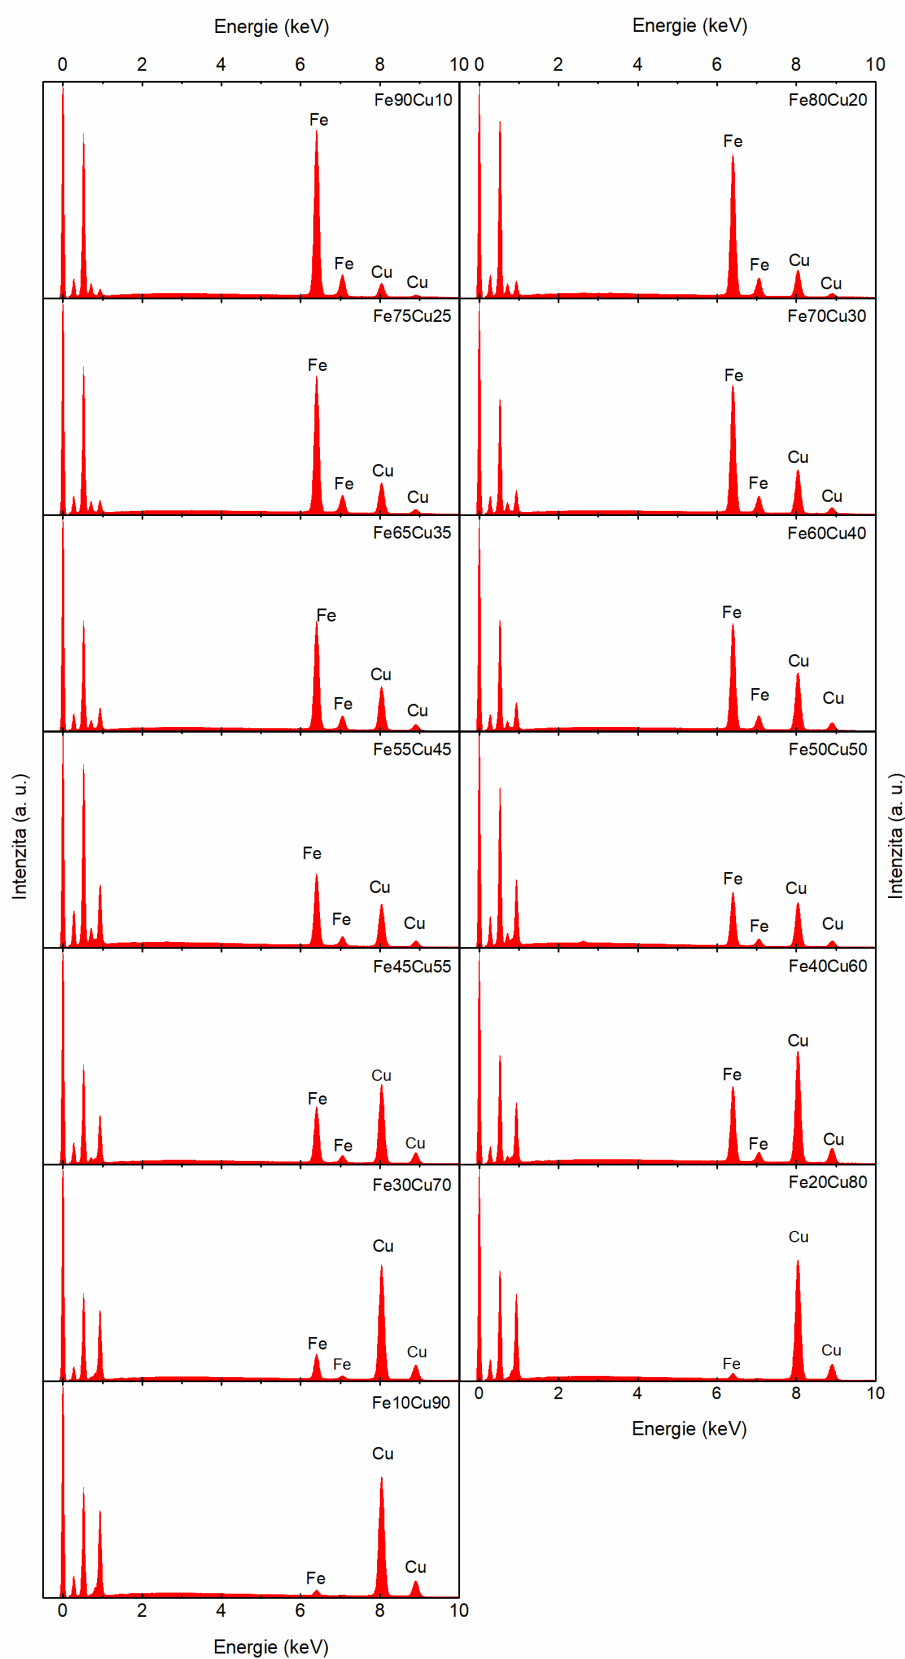 Energie (keV)
Energie (keV)
0 2 4 6 8 10
0 2 4 6 8 10
Fe90Cu10
Fe
Fe
Cu
Cu
Fe80Cu20
Fe
Fe
Cu
Cu
Fe75Cu25
Fe
Fe
Cu
Cu
Fe70Cu30
Fe
Fe
Cu
Cu
Fe65Cu35
Fe
Fe
Cu
Cu
Fe60Cu40
Fe
Fe
Cu
Cu
Intenzita (a. u.)
Fe55Cu45
Fe
Fe
Cu
Cu
Fe50Cu50
Fe
Fe
Cu
Cu
Intenzita (a. u.)
Fe45Cu55
Fe
Fe
Cu
Cu
Fe40Cu60
Fe
Fe
Cu
Cu
Fe30Cu70
Fe
Fe
Cu
Cu
Fe20Cu80
Fe
Cu
Cu
0 2 4 6 8 10
Energie (keV)
Fe10Cu90
Fe
Cu
Cu
0 2 4 6 8 10
Energie (keV)